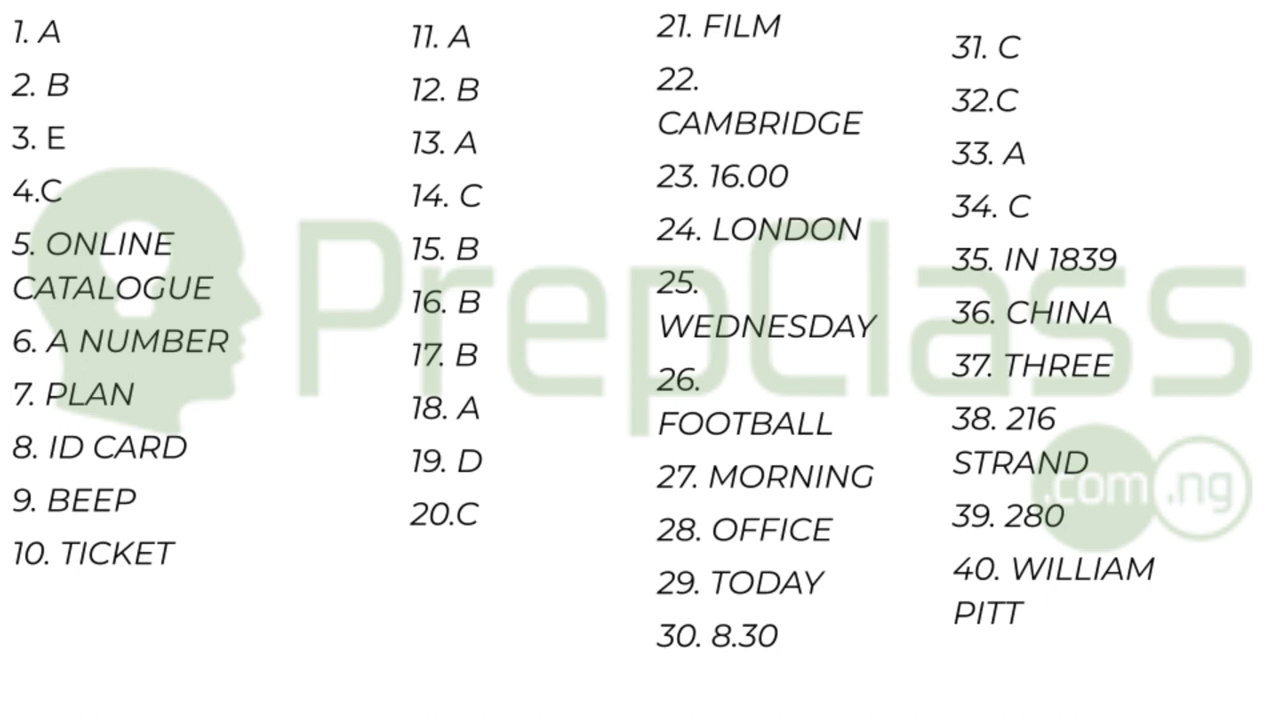 1. A
2. B
3. E
4.C
5. ONLINE
CATALOGUE
6. A NUMBER
7. PLAN
8. ID CARD
9. BEEP
10. TICKET
11. A
12. B
13. A
14. C
15. B
16. B
17. B
18. A
19. D
20.C
21. FILM
22.
CAMBRIDGE
23. 16.00
24. LONDON
25.
WEDNESDAY
26.
FOOTBALL
27. MORNING
28. OFFICE
29. TODAY
30. 8.30
31. C
32.C
33. A
34. C
35. IN 1839
36. CHINA
37. THREE
38. 216
STRAND
39. 280
40. WILLIAM
PITT
PrepClass
.com.ng